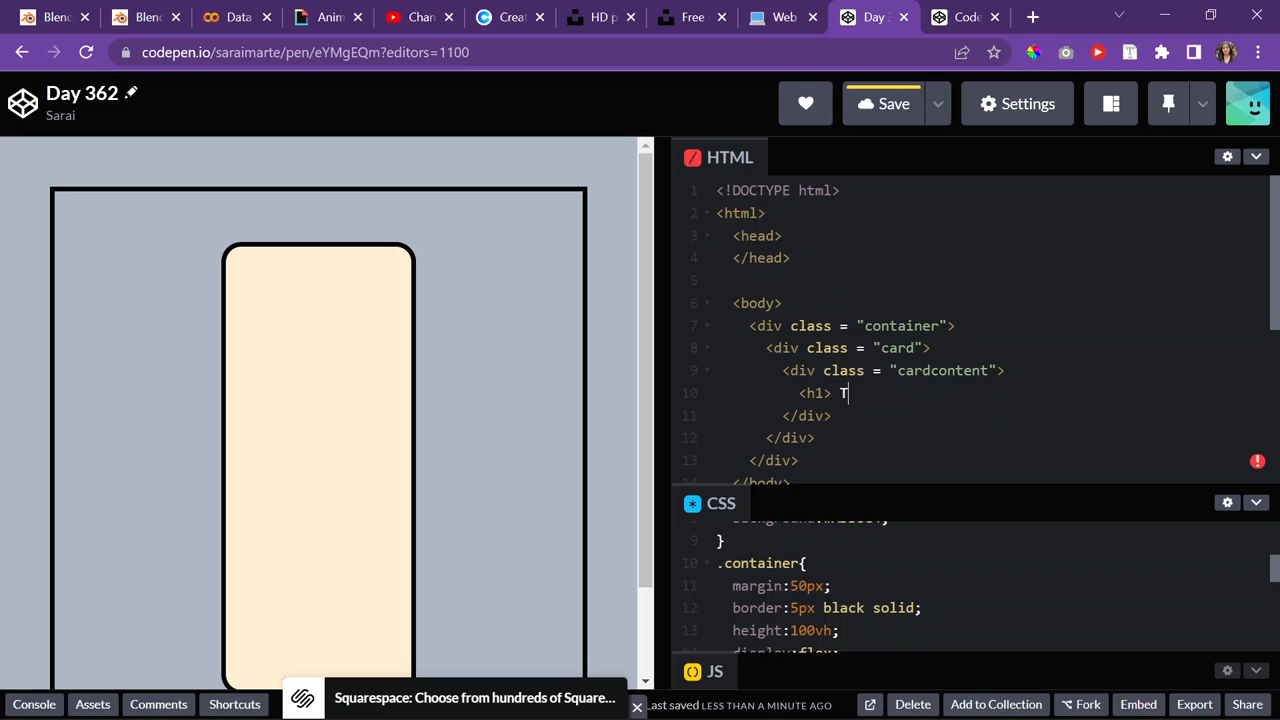 Blend
Blenc
Data
Anim
Chan
Creat
HD p
Free
Web
Day
Code
codepen.io/saraimarte/pen/eYMgEQm?editors=1100
Day 362
Sarai
Save
Settings
HTML
1 <!DOCTYPE html>
2 <html>
3 <head>
4 </head>
5
6 <body>
7 <div class = "container">
8 <div class = "card">
9 <div class = "cardcontent">
10 <h1> T
11 </div>
12 </div>
13 </div>
14 </body>
CSS
9 }
10 .container{
11 margin:50px;
12 border:5px black solid;
13 height:100vh;
display:flex;
JS
Squarespace: Choose from hundreds of Square...
Console
Assets
Comments
Shortcuts
Last saved LESS THAN A MINUTE AGO
Delete
Add to Collection
Fork
Embed
Export
Share